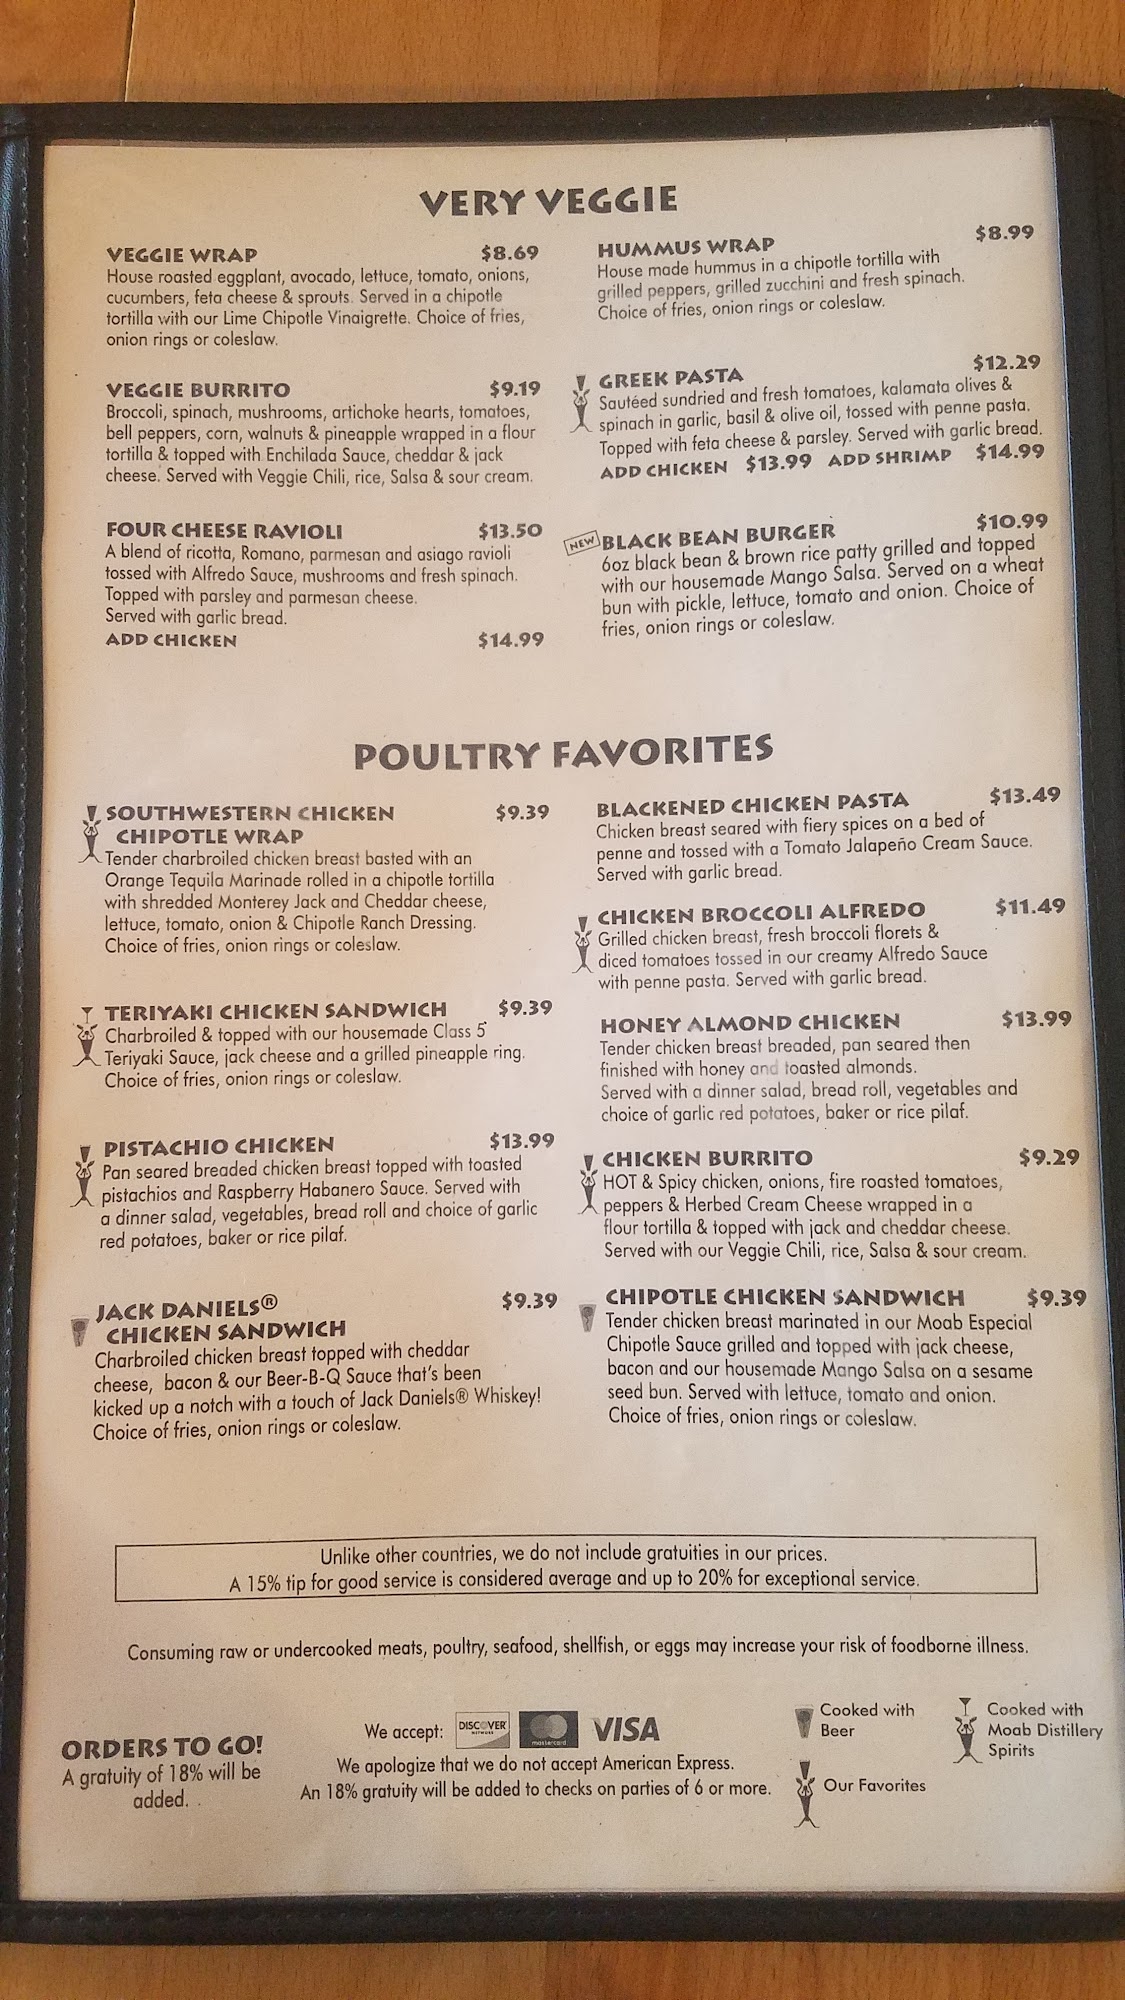 VERY VEGGIE
VEGGIE WRAP $8.69
House roasted eggplant, avocado, lettuce, tomato, onions,
cucumbers, feta cheese & sprouts. Served in a chipotle
tortilla with our Lime Chipotle Vinaigrette. Choice of fries,
onion rings or coleslaw.
VEGGIE BURRITO $9.19
Broccoli, spinach, mushrooms, artichoke hearts, tomatoes,
bell peppers, corn, walnuts & pineapple wrapped in a flour
tortilla & topped with Enchilada Sauce, cheddar & jack
cheese. Served with Veggie Chili, rice, Salsa & sour cream.
FOUR CHEESE RAVIOLI $13.50
A blend of ricotta, Romano, parmesan and asiago ravioli
tossed with Alfredo Sauce, mushrooms and fresh spinach.
Topped with parsley and parmesan cheese.
Served with garlic bread.
ADD CHICKEN $14.99
HUMMUS WRAP $8.99
House made hummus in a chipotle tortilla with
grilled peppers, grilled zucchini and fresh spinach.
Choice of fries, onion rings or coleslaw.
GREEK PASTA $12.29
Sautéed sundried and fresh tomatoes, kalamata olives &
spinach in garlic, basil & olive oil, tossed with penne pasta.
Topped with feta cheese & parsley. Served with garlic bread.
ADD CHICKEN $13.99 ADD SHRIMP $14.99
NEW BLACK BEAN BURGER $10.99
6oz black bean & brown rice patty grilled and topped
with our housemade Mango Salsa. Served on a wheat
bun with pickle, lettuce, tomato and onion. Choice of
fries, onion rings or coleslaw.
POULTRY FAVORITES
SOUTHWESTERN CHICKEN $9.39
CHIPOTLE WRAP
Tender charbroiled chicken breast basted with an
Orange Tequila Marinade rolled in a chipotle tortilla
with shredded Monterey Jack and Cheddar cheese,
lettuce, tomato, onion & Chipotle Ranch Dressing.
Choice of fries, onion rings or coleslaw.
TERIYAKI CHICKEN SANDWICH $9.39
Charbroiled & topped with our housemade Class 5
Teriyaki Sauce, jack cheese and a grilled pineapple ring.
Choice of fries, onion rings or coleslaw.
PISTACHIO CHICKEN $13.99
Pan seared breaded chicken breast topped with toasted
pistachios and Raspberry Habanero Sauce. Served with
a dinner salad, vegetables, bread roll and choice of garlic
red potatoes, baker or rice pilaf.
JACK DANIELS® $9.39
CHICKEN SANDWICH
Charbroiled chicken breast topped with cheddar
cheese, bacon & our Beer-B-Q Sauce that's been
kicked up a notch with a touch of Jack Daniels® Whiskey!
Choice of fries, onion rings or coleslaw.
BLACKENED CHICKEN PASTA $13.49
Chicken breast seared with fiery spices on a bed of
penne and tossed with a Tomato Jalapeño Cream Sauce.
Served with garlic bread.
CHICKEN BROCCOLI ALFREDO $11.49
Grilled chicken breast, fresh broccoli florets &
diced tomatoes tossed in our creamy Alfredo Sauce
with penne pasta. Served with garlic bread.
HONEY ALMOND CHICKEN $13.99
Tender chicken breast breaded, pan seared then
finished with honey and toasted almonds.
Served with a dinner salad, bread roll, vegetables and
choice of garlic red potatoes, baker or rice pilaf.
CHICKEN BURRITO $9.29
HOT & Spicy chicken, onions, fire roasted tomatoes,
peppers & Herbed Cream Cheese wrapped in a
flour tortilla & topped with jack and cheddar cheese.
Served with our Veggie Chili, rice, Salsa & sour cream.
CHIPOTLE CHICKEN SANDWICH $9.39
Tender chicken breast marinated in our Moab Especial
Chipotle Sauce grilled and topped with jack cheese,
bacon and our housemade Mango Salsa on a sesame
seed bun. Served with lettuce, tomato and onion.
Choice of fries, onion rings or coleslaw.
Unlike other countries, we do not include gratuities in our prices.
A 15% tip for good service is considered average and up to 20% for exceptional service.
Consuming raw or undercooked meats, poultry, seafood, shellfish, or eggs may increase your risk of foodborne illness.
ORDERS TO GO!
A gratuity of 18% will be
added.
We accept: DISCOVER NETWORK mastercard VISA
We apologize that we do not accept American Express.
An 18% gratuity will be added to checks on parties of 6 or more.
Cooked with
Beer
Our Favorites
Cooked with
Moab Distillery
Spirits